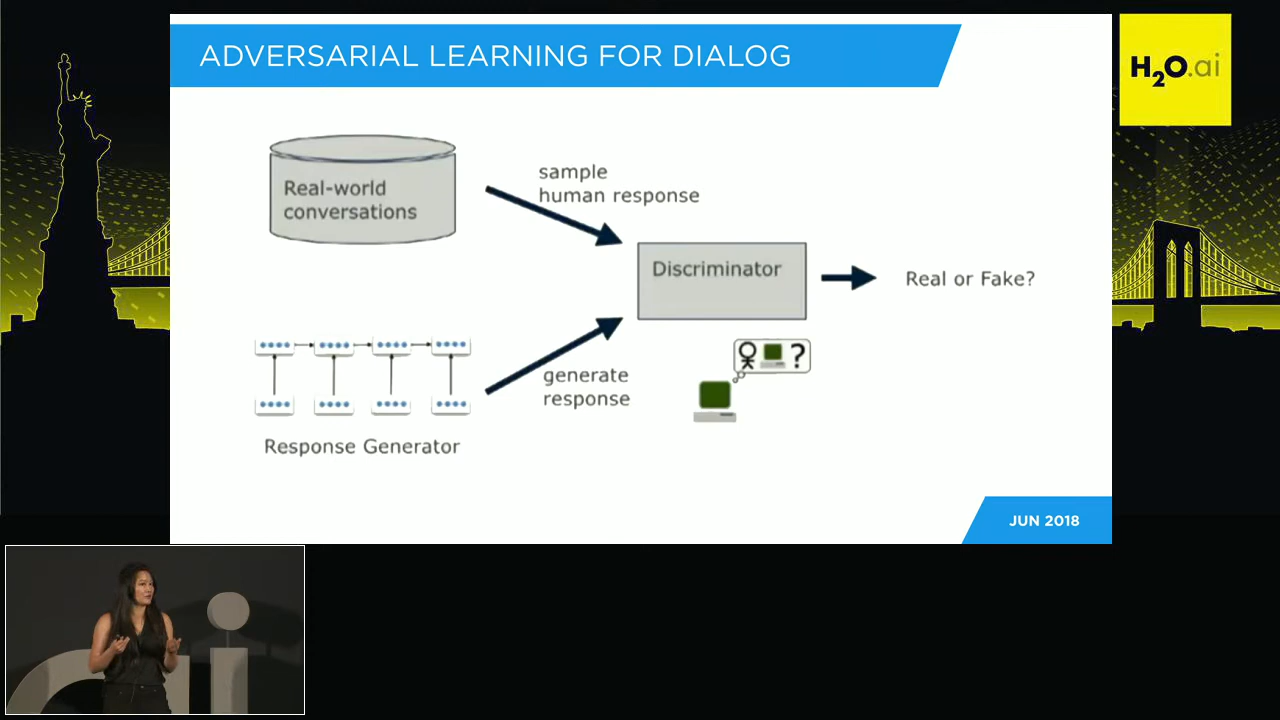 ADVERSARIAL LEARNING FOR DIALOG
H2O.ai
Real-world
conversations
sample
human response
Discriminator
Real or Fake?
?
generate
response
Response Generator
JUN 2018
ai